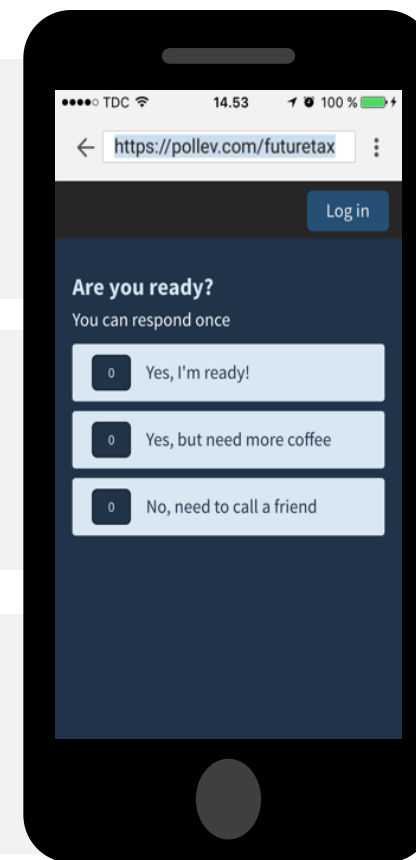 TDC 14.53 100 %
https://pollev.com/futuretax
Log in
Are you ready?
You can respond once
0 Yes, I'm ready!
0 Yes, but need more coffee
0 No, need to call a friend